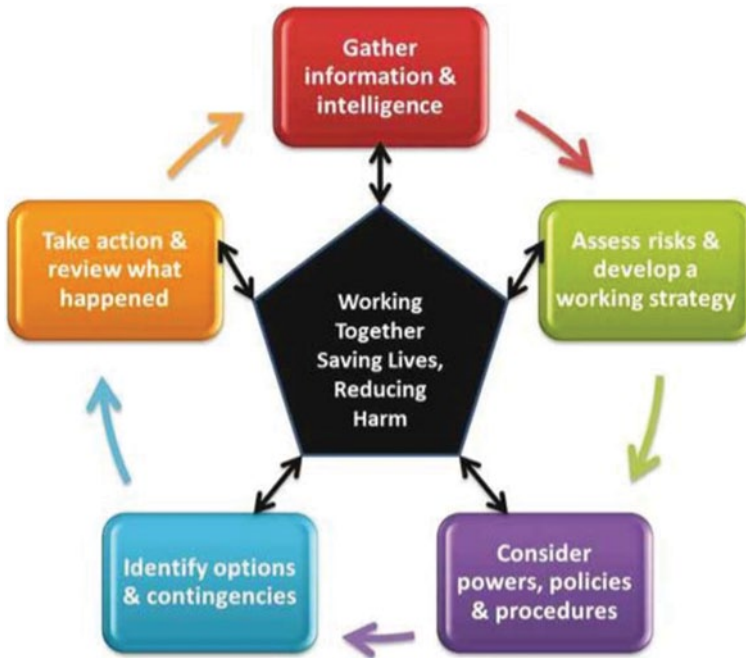 Gather
information &
intelligence
Assess risks &
develop a
working strategy
Consider
powers, policies
& procedures
Identify options
& contingencies
Take action &
review what
happened
Working
Together
Saving Lives,
Reducing
Harm